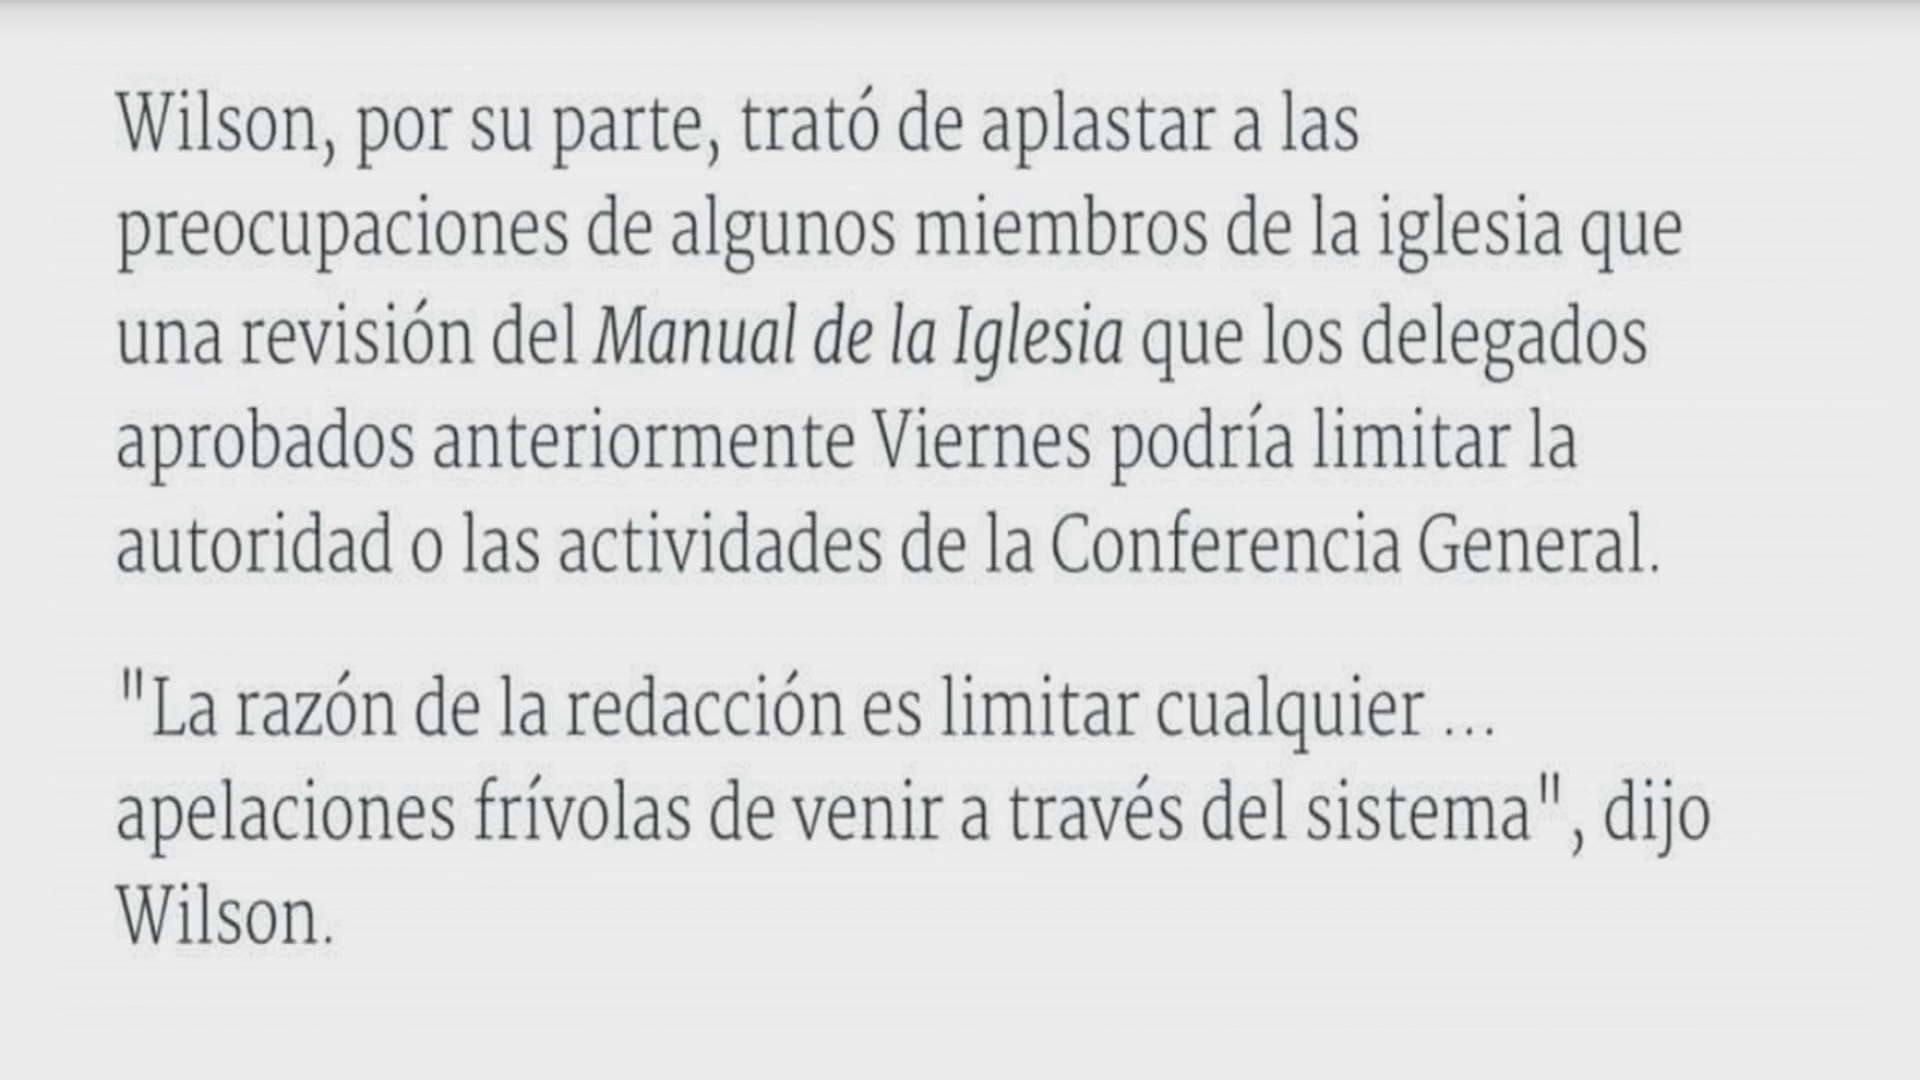 Wilson, por su parte, trató de aplastar a las
preocupaciones de algunos miembros de la iglesia que
una revisión del Manual de la Iglesia que los delegados
aprobados anteriormente Viernes podría limitar la
autoridad o las actividades de la Conferencia General.
"La razón de la redacción es limitar cualquier ...
apelaciones frívolas de venir a través del sistema", dijo
Wilson.